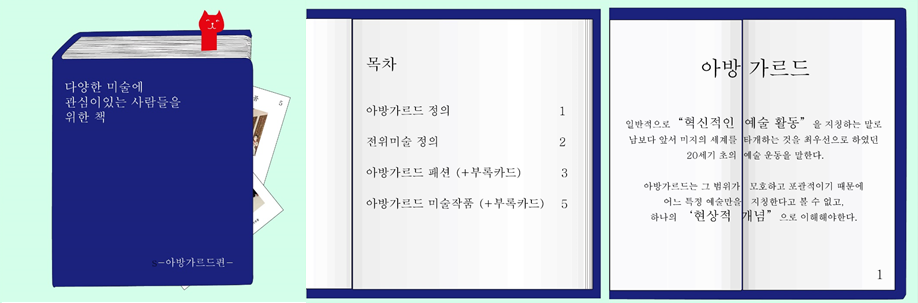 다양한 미술에
관심이있는 사람들을
위한 책
5
-아방가르드편-
목차
아방가르드 정의 1
전위미술 정의 2
아방가르드 패션 (+부록카드) 3
아방가르드 미술작품 (+부록카드) 5
아방가르드
일반적으로 “혁신적인 예술 활동” 을 지칭하는 말로
남보다 앞서 미지의 세계를 타개하는 것을 최우선으로 하였던
20세기 초의 예술 운동을 말한다.
아방가르드는 그 범위가 모호하고 포괄적이기 때문에
어느 특정 예술만을 지칭한다고 볼 수 없고,
하나의 ‘현상적 개념” 으로 이해해야한다.
1